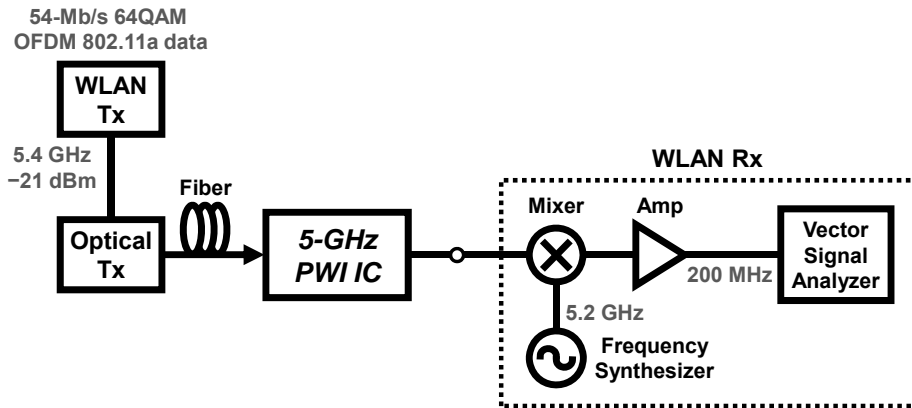 54-Mb/s 64QAM
OFDM 802.11a data
WLAN
Tx
5.4 GHz
−21 dBm
Fiber
Optical
Tx
5-GHz
PWI IC
WLAN Rx
Mixer
Amp
Vector
Signal
Analyzer
200 MHz
5.2 GHz
Frequency
Synthesizer